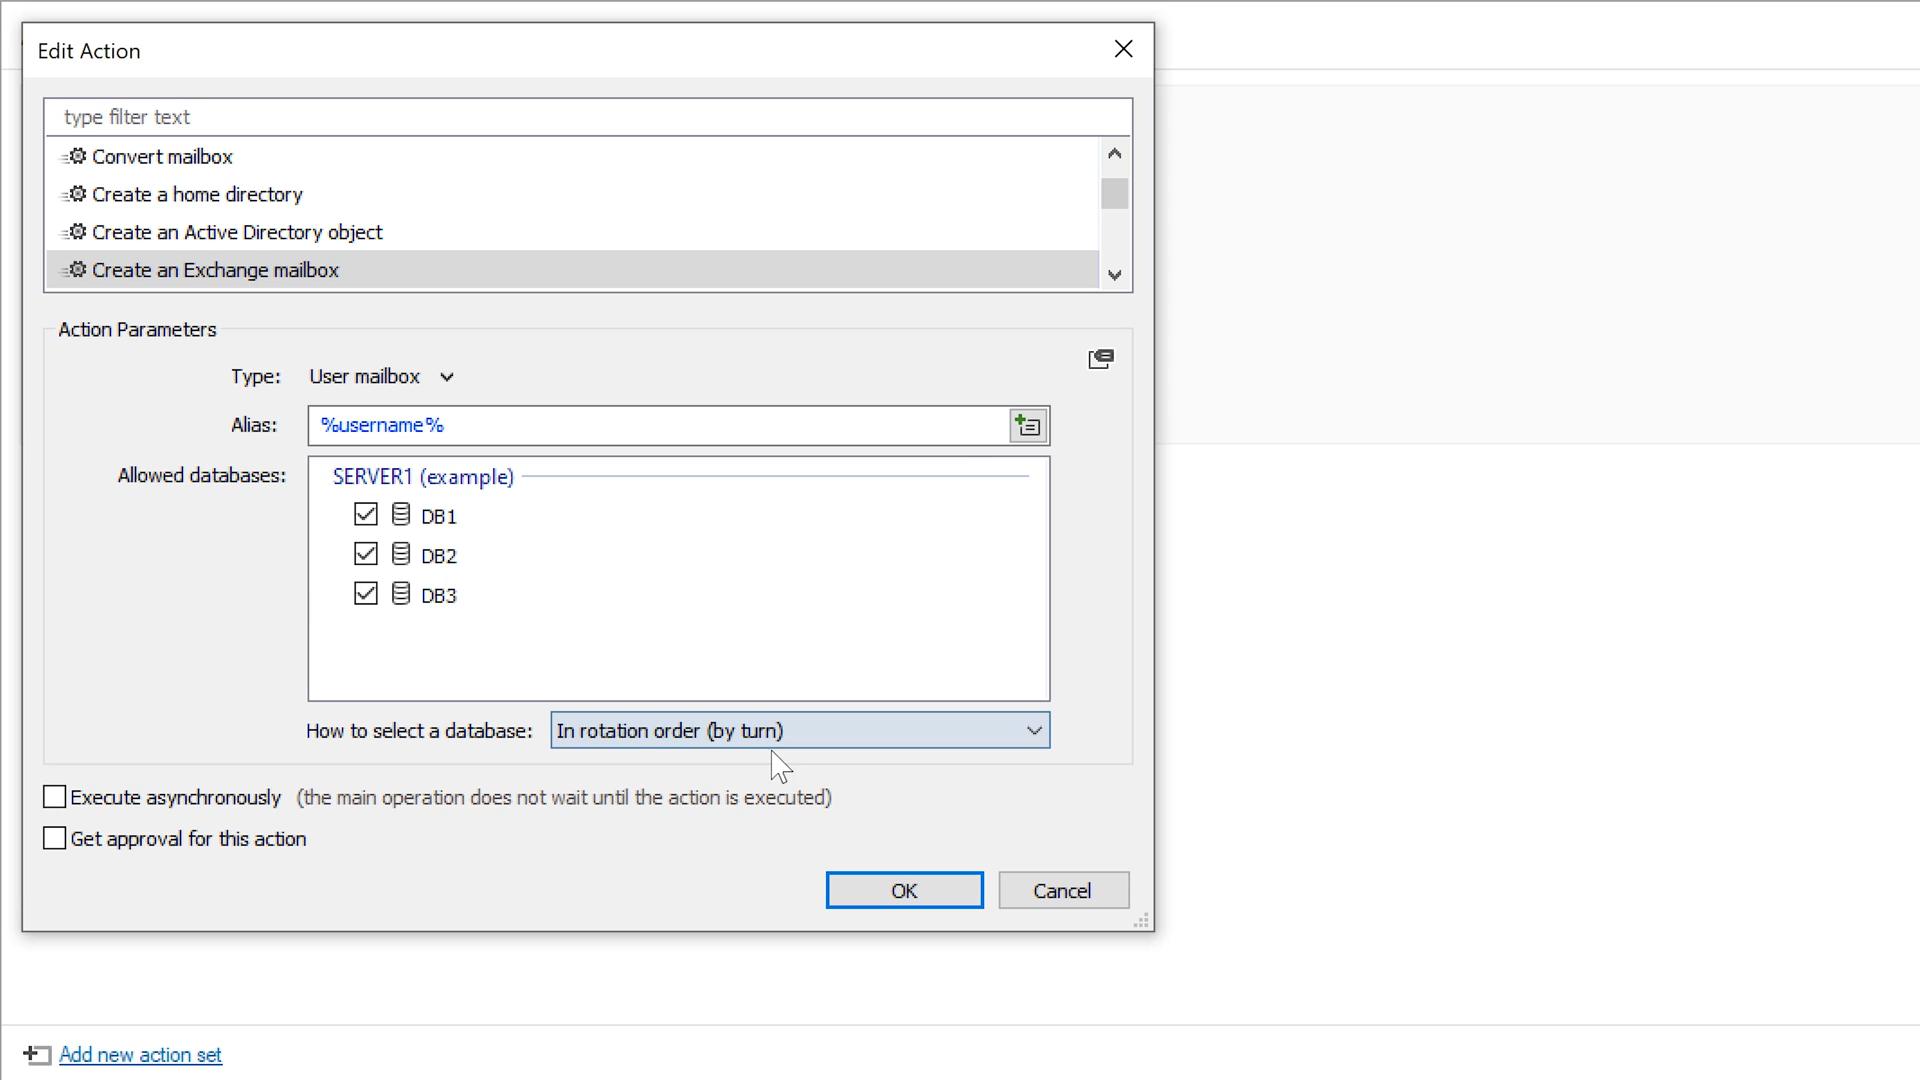 Edit Action
type filter text
Convert mailbox
Create a home directory
Create an Active Directory object
Create an Exchange mailbox
Action Parameters
Type: User mailbox
Alias: %username%
Allowed databases: SERVER1 (example)
DB1
DB2
DB3
How to select a database: In rotation order (by turn)
Execute asynchronously (the main operation does not wait until the action is executed)
Get approval for this action
OK Cancel
Add new action set